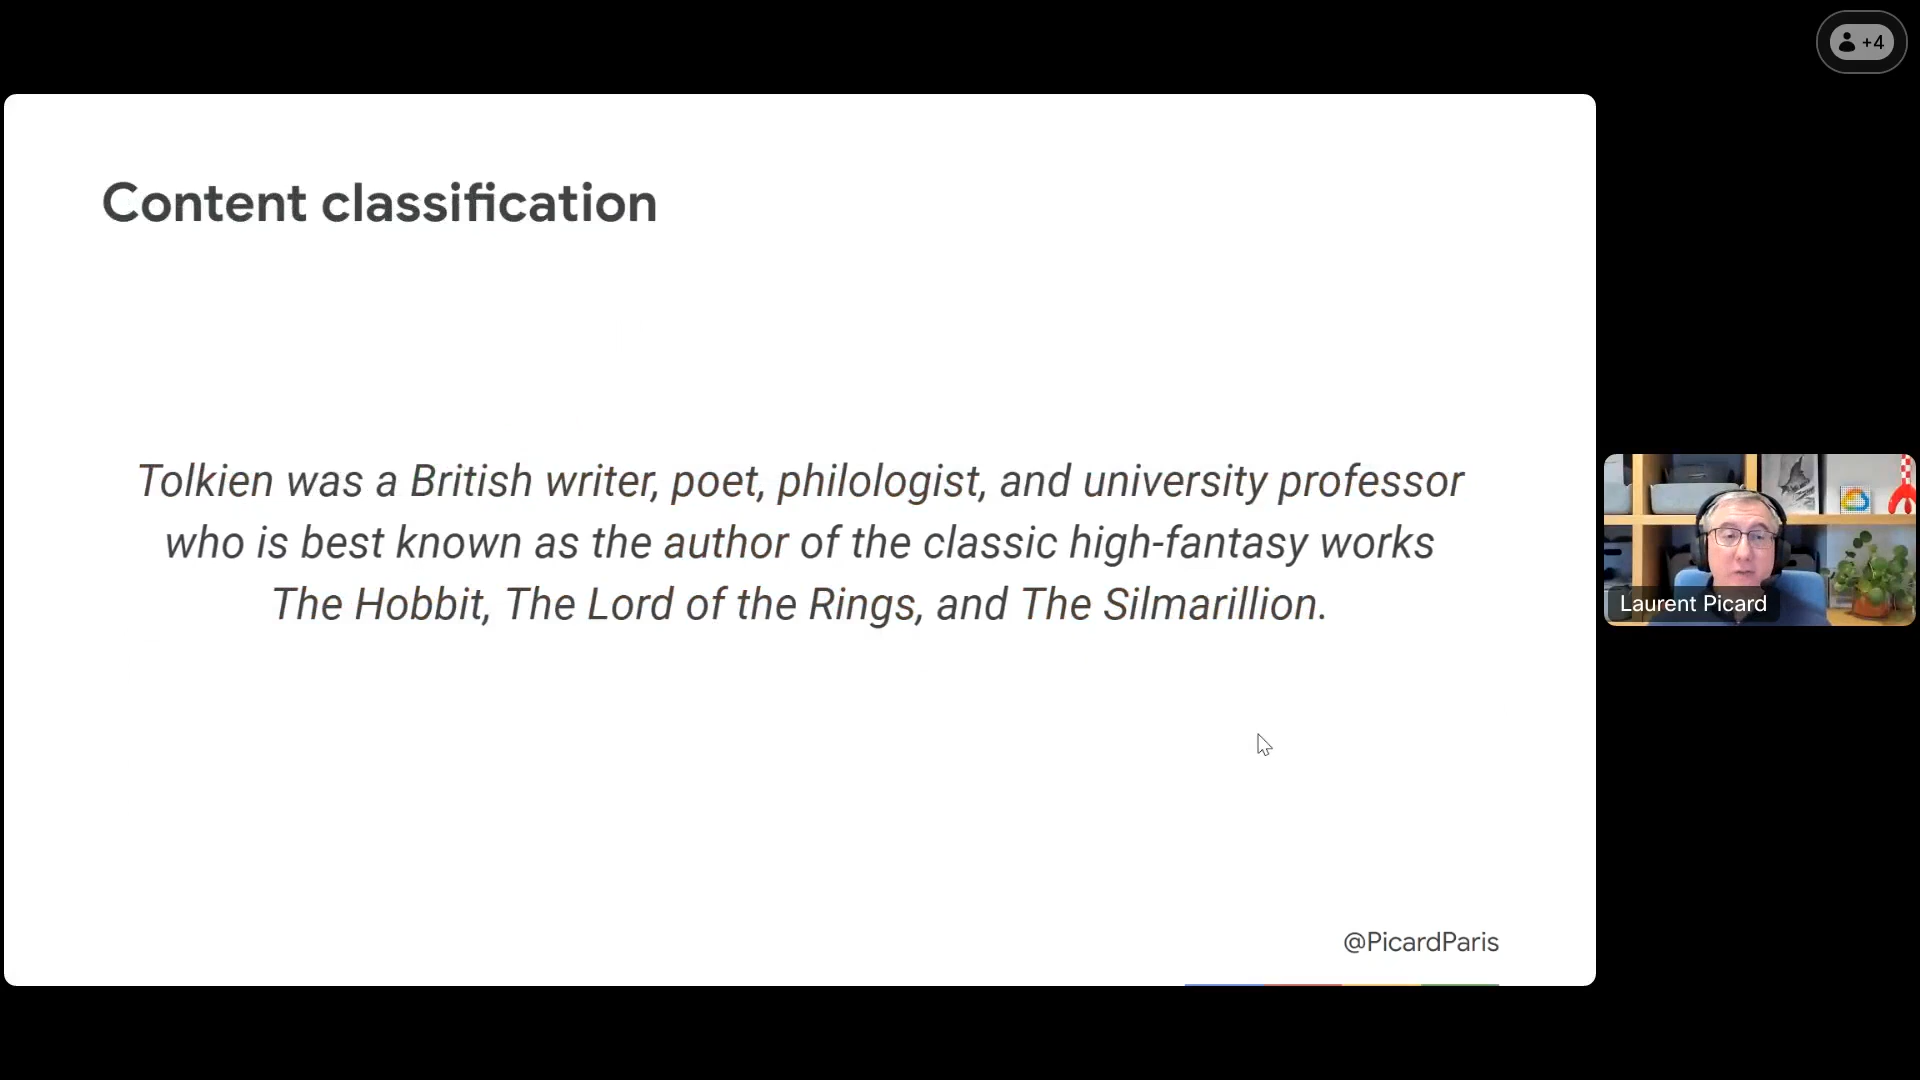 +4
Content classification
Tolkien was a British writer, poet, philologist, and university professor
who is best known as the author of the classic high-fantasy works
The Hobbit, The Lord of the Rings, and The Silmarillion.
Laurent Picard
@PicardParis